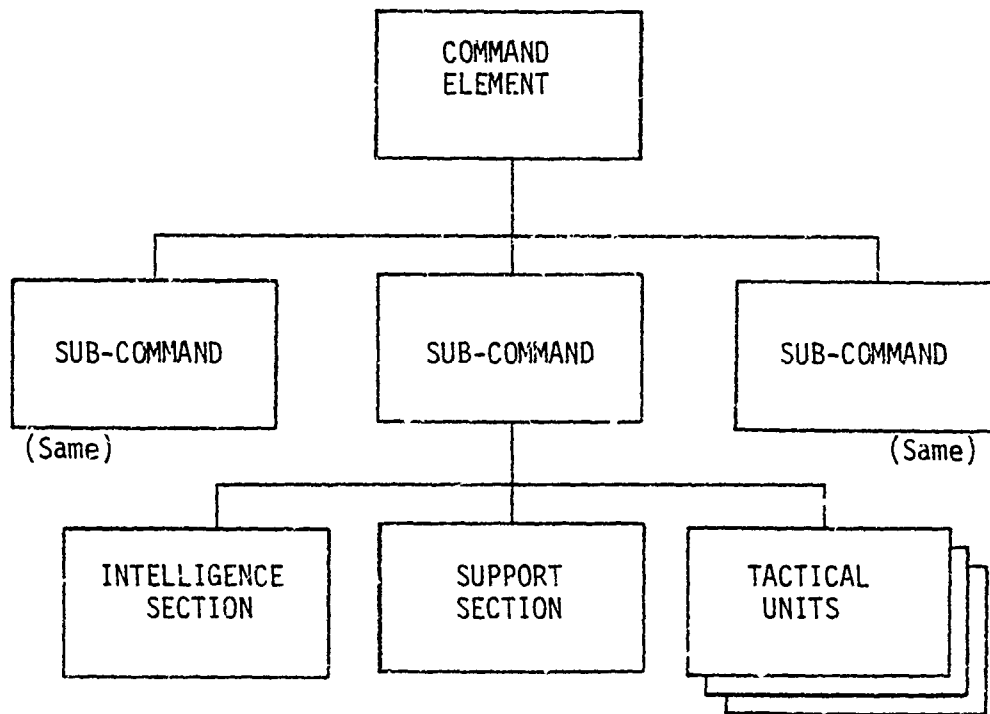 COMMAND
ELEMENT
SUB-COMMAND
SUB-COMMAND
SUB-COMMAND
(Same)
(Same)
INTELLIGENCE
SECTION
SUPPORT
SECTION
TACTICAL
UNITS